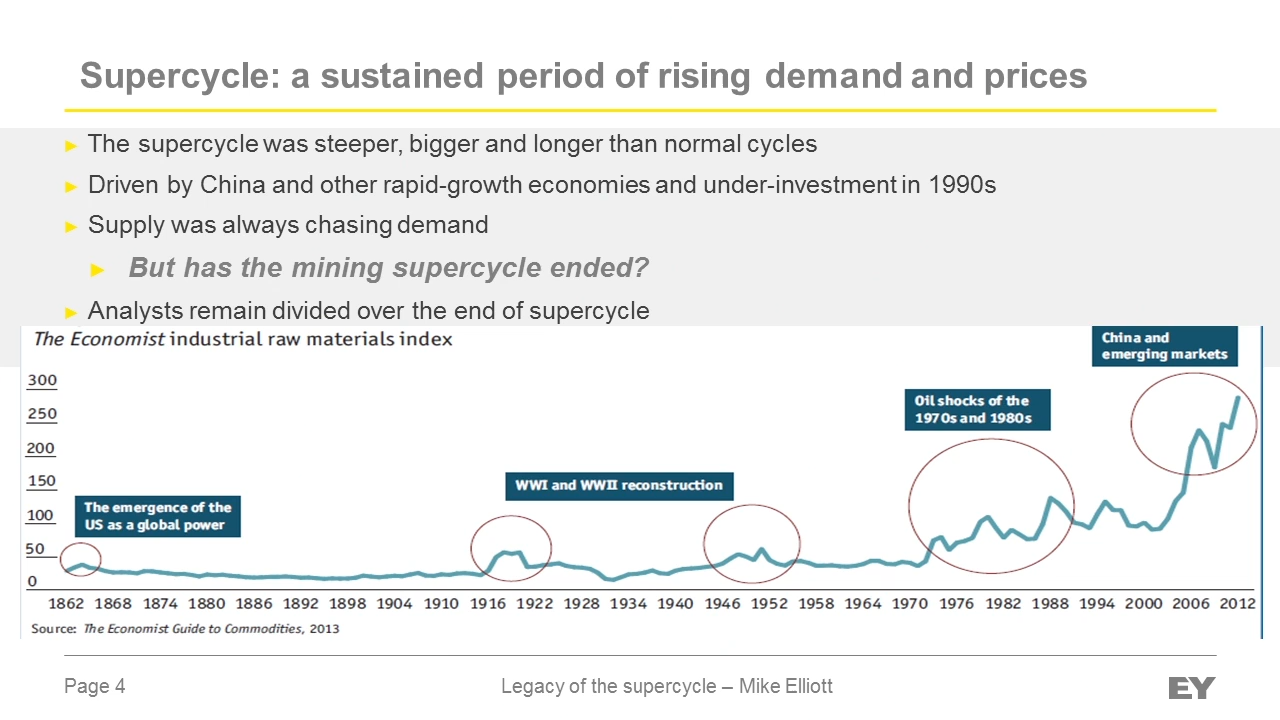 Supercycle: a sustained period of rising demand and prices
► The supercycle was steeper, bigger and longer than normal cycles
► Driven by China and other rapid-growth economies and under-investment in 1990s
► Supply was always chasing demand
► But has the mining supercycle ended?
► Analysts remain divided over the end of supercycle
The Economist industrial raw materials index
China and
emerging markets
Oil shocks of the
1970s and 1980s
WWI and WWII reconstruction
The emergence of the
US as a global power
300
250
200
150
100
50
0
1862 1868 1874 1880 1886 1892 1898 1904 1910 1916 1922 1928 1934 1940 1946 1952 1958 1964 1970 1976 1982 1988 1994 2000 2006 2012
Source: The Economist Guide to Commodities, 2013
Page 4
Legacy of the supercycle – Mike Elliott
EY